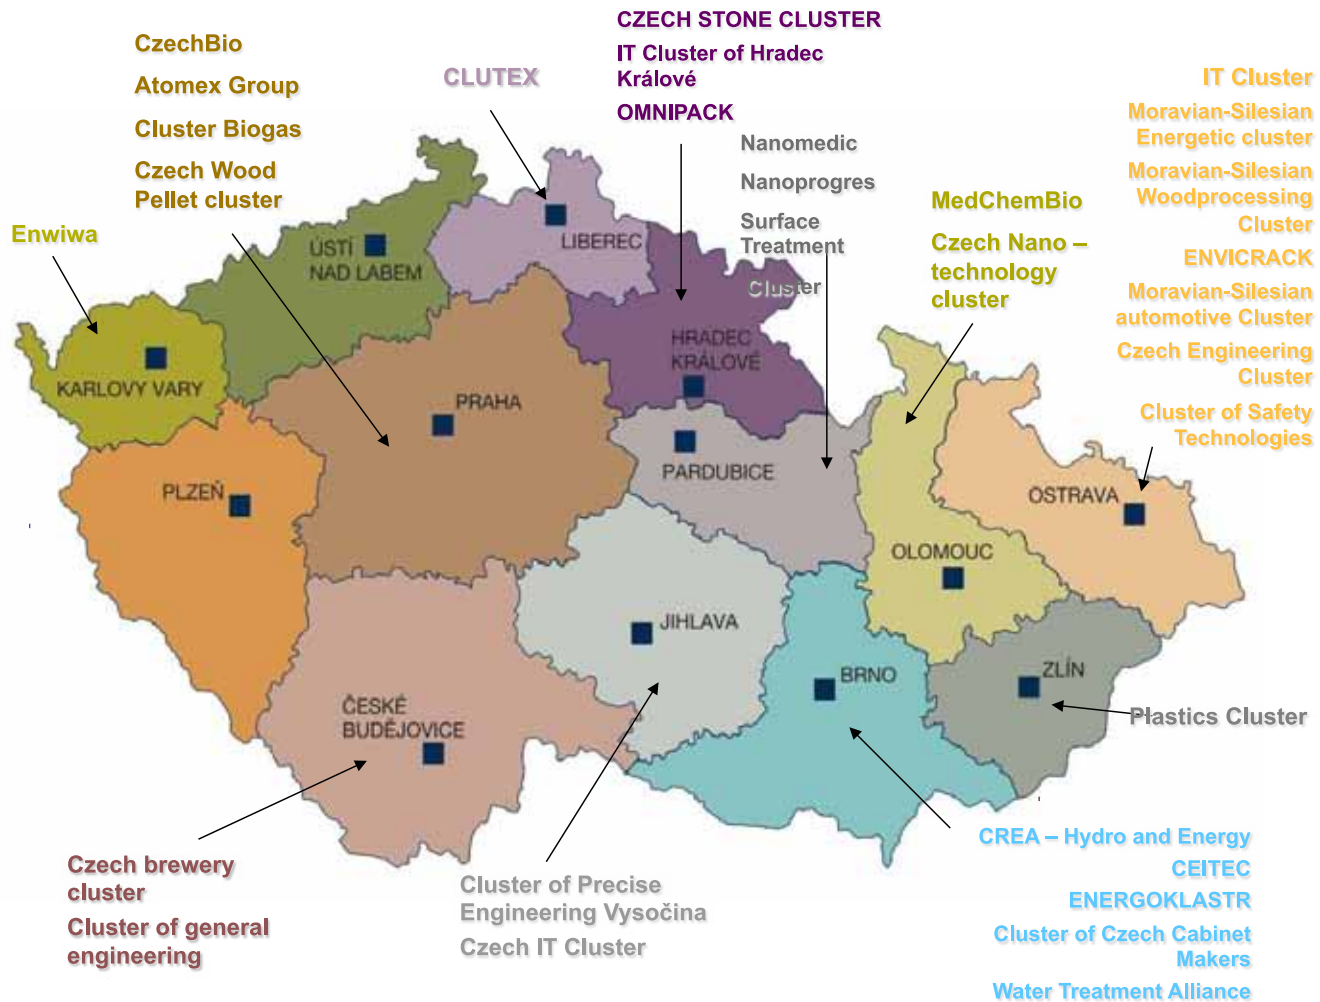 CZECH STONE CLUSTER
IT Cluster of Hradec
Králové
OMNIPACK
CzechBio
Atomex Group
Cluster Biogas
Czech Wood
Pellet cluster
CLUTEX
Nanomedic
Nanoprogres
Surface
Treatment
Cluster
MedChemBio
Czech Nano –
technology
cluster
IT Cluster
Moravian-Silesian
Energetic cluster
Moravian-Silesian
Woodprocessing
Cluster
ENVICRACK
Moravian-Silesian
automotive Cluster
Czech Engineering
Cluster
Cluster of Safety
Technologies
Enwiwa
ÚSTÍ
NAD LABEM
LIBEREC
HRADEC
KRÁLOVÉ
KARLOVY VARY
PRAHA
PARDUBICE
PLZEŇ
OSTRAVA
OLOMOUC
JIHLAVA
BRNO
ZLÍN
ČESKÉ
BUDĚJOVICE
Plastics Cluster
Czech brewery
cluster
Cluster of general
engineering
Cluster of Precise
Engineering Vysočina
Czech IT Cluster
CREA – Hydro and Energy
CEITEC
ENERGOKLASTR
Cluster of Czech Cabinet
Makers
Water Treatment Alliance